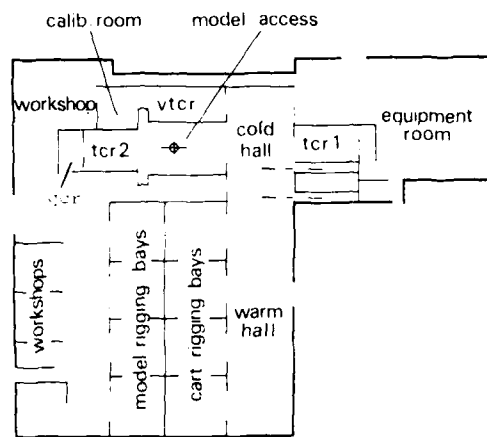 calib. room
model access
workshop
vtcr
cold
hall
equipment
room
tcr 2
tcr 1
workshops
model rigging bays
cart rigging bays
warm
hall